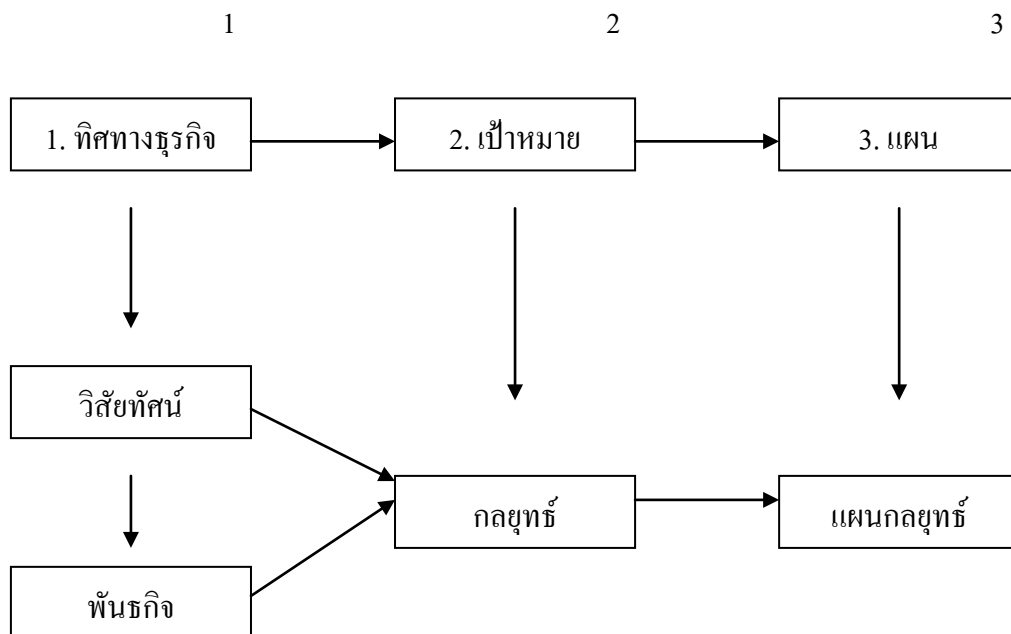 1 2 3
1. ทิศทางธุรกิจ 2. เป้าหมาย 3. แผน
วิสัยทัศน์
กลยุทธ์ แผนกลยุทธ์
พันธกิจ